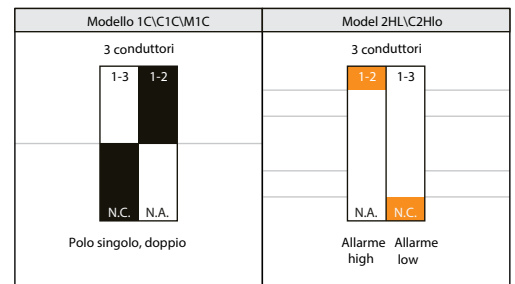 Modello 1C\C1C\M1C
3 conduttori
1-3 1-2
N.C. N.A.
Polo singolo, doppio
Model 2HL\C2Hlo
3 conduttori
1-2 1-3
N.A. N.C.
Allarme Allarme
high low